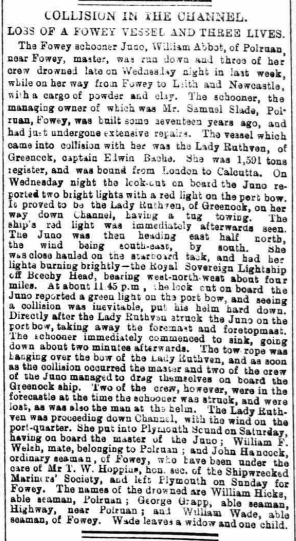 COLLISION IN THE CHANNEL.
LOSS OF A FOWEY VESSEL AND THREE LIVES.
The Fowey schooner Juno, William Abbot, of Polruan,
near Fowey, master, was run down and three of her
crew drowned late on Wednesday night in last week,
while on her way from Fowey to Leith and Newcastle,
with a cargo of powder and clay. The schooner, the
managing owner of which was Mr. Samuel Slade, Pol-
ruan, Fowey, was built some seventeen years ago, and
had just undergone extensive repairs. The vessel which
came into collision with her was the Lady Ruthven, of
Greenock, captain Elwin Bache. She was 1,591 tons
register, and was bound from London to Calcutta. On
Wednesday night the look-out on board the Juno re-
ported two bright lights with a red light on the port bow.
It proved to be the Lady Ruthven, of Greenock, on her
way down Channel, having a tug towing. The
ship's red light was immediately afterwards seen.
The Juno was then heading east half north,
the wind being south-east, by south. She
was close hauled on the starboard tack, and had her
lights burning brightly—the Royal Sovereign Lightship
off Beechy Head, bearing west-north west about four
miles. At about 11.45 p.m., the look out on board the
Juno reported a green light on the port bow, and seeing
a collision was inevitable, put his helm hard down.
Directly after the Lady Ruthven struck the Juno on the
port bow, taking away the foremast and foretopmast.
The schooner immediately commenced to sink, going
down about two minutes afterwards. The tow rope was
hanging over the bow of the Lady Ruthven, and as soon
as the collision occurred the master and two of the crew
of the Juno managed to drag themselves on board the
Greenock ship. Two of the crew, however, were in the
forecastle at the time the schooner was struck, and were
lost, as was also the man at the helm. The Lady Ruth-
ven was proceeding down Channel, with the wind on the
port-quarter. She put into Plymouth Sound on Saturday,
having on board the master of the Juno; William F.
Welch, mate, belonging to Polruan; and John Hancock,
ordinary seaman, of Fowey, who have been under the
care of Mr T. W. Hoppins, hon. sec. of the Shipwrecked
Mariners' Society, and left Plymouth on Sunday for
Fowey. The names of the drowned are William Hicks,
able seaman, Polruan; George Grapp, able seaman,
Highway, near Polruan; and William Wade, able
seaman, of Fowey. Wade leaves a widow and one child.